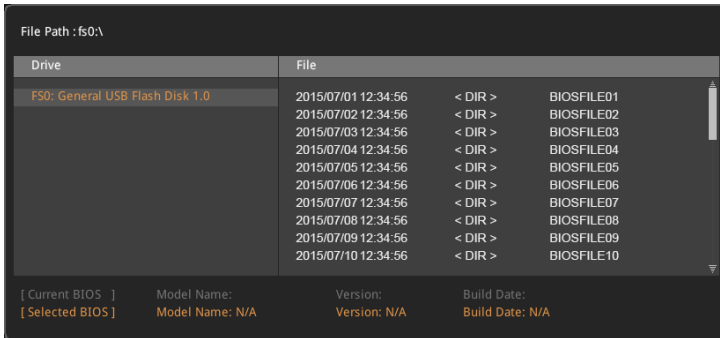 File Path : fs0:\
Drive File
FS0: General USB Flash Disk 1.0 2015/07/01 12:34:56 < DIR > BIOSFILE01
2015/07/02 12:34:56 < DIR > BIOSFILE02
2015/07/03 12:34:56 < DIR > BIOSFILE03
2015/07/04 12:34:56 < DIR > BIOSFILE04
2015/07/05 12:34:56 < DIR > BIOSFILE05
2015/07/06 12:34:56 < DIR > BIOSFILE06
2015/07/07 12:34:56 < DIR > BIOSFILE07
2015/07/08 12:34:56 < DIR > BIOSFILE08
2015/07/09 12:34:56 < DIR > BIOSFILE09
2015/07/10 12:34:56 < DIR > BIOSFILE10
[ Current BIOS ] Model Name: Version: Build Date:
[ Selected BIOS ] Model Name: N/A Version: N/A Build Date: N/A